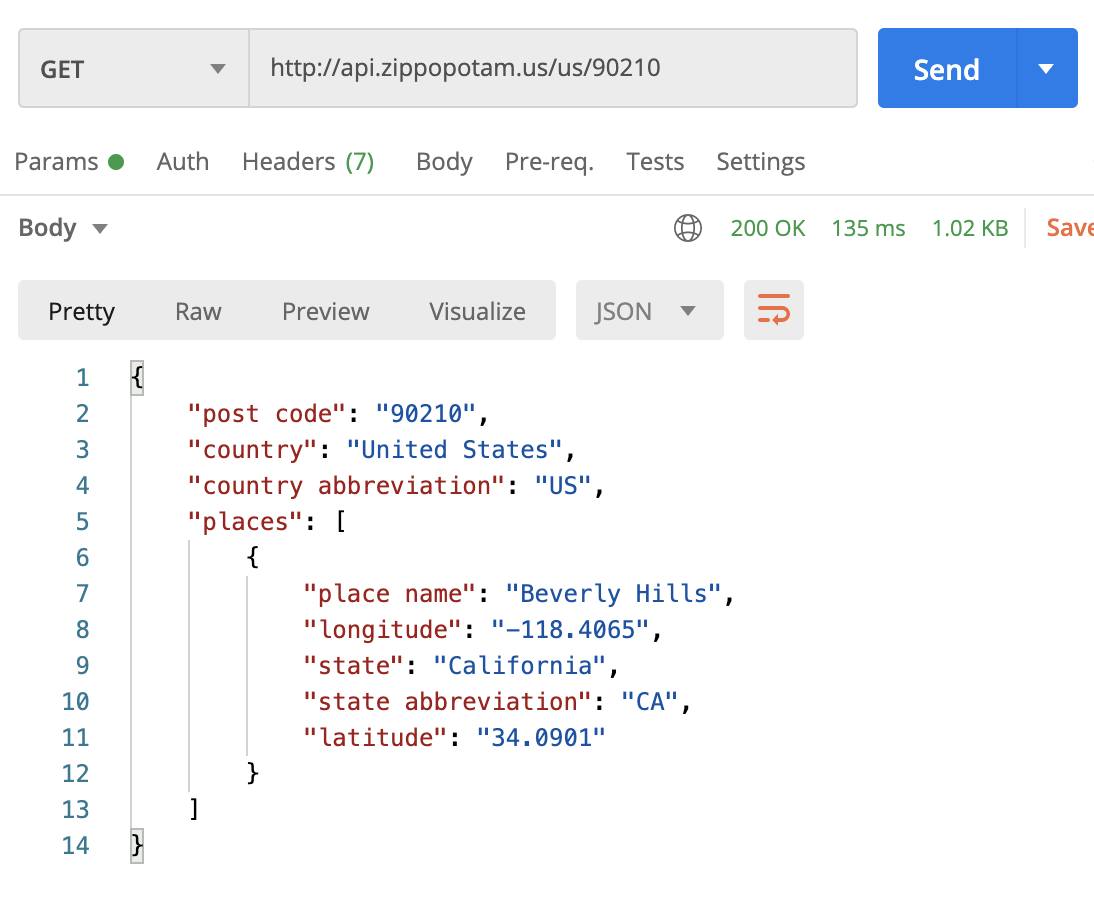 GET http://api.zippopotam.us/us/90210 Send
Params Auth Headers (7) Body Pre-req. Tests Settings
Body 200 OK 135 ms 1.02 KB Save
Pretty Raw Preview Visualize JSON
1 {
2 "post code": "90210",
3 "country": "United States",
4 "country abbreviation": "US",
5 "places": [
6 {
7 "place name": "Beverly Hills",
8 "longitude": "-118.4065",
9 "state": "California",
10 "state abbreviation": "CA",
11 "latitude": "34.0901"
12 }
13 ]
14 }